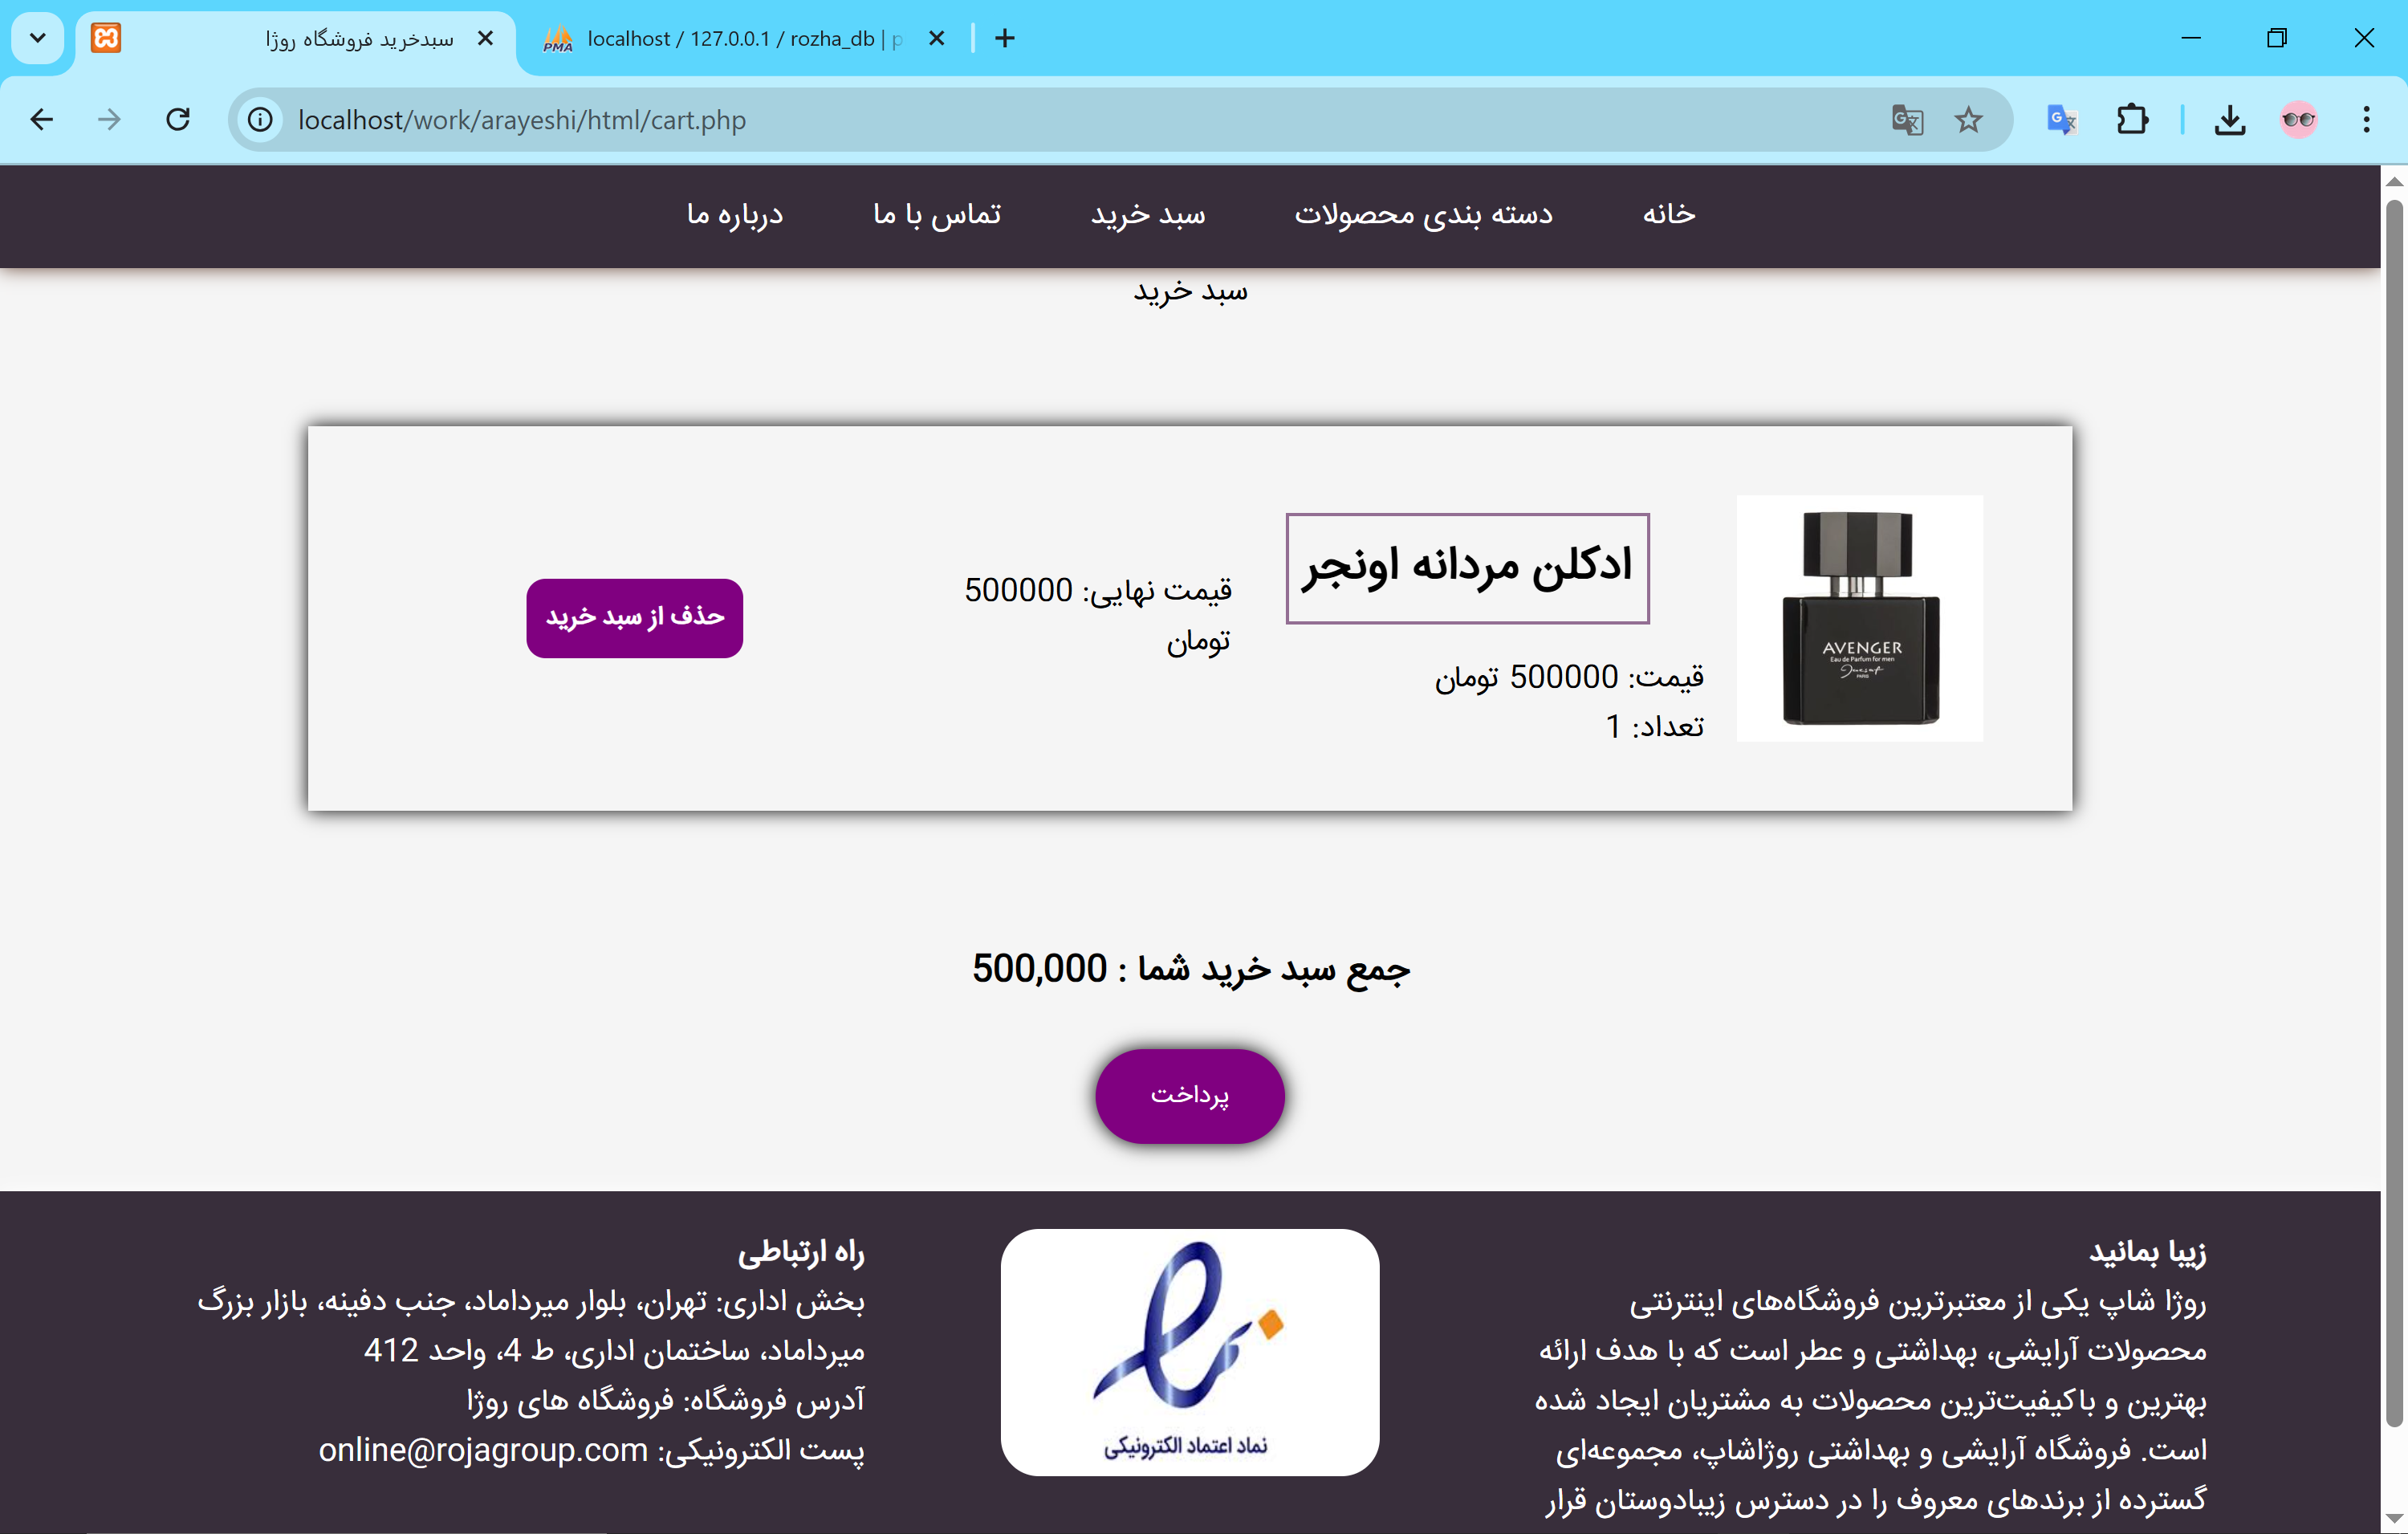 سبدخرید فروشگاه روژا
localhost / 127.0.0.1 / rozha_db | p
localhost/work/arayeshi/html/cart.php
خانه
دسته بندی محصولات
سبد خرید
تماس با ما
درباره ما
سبد خرید
AVENGER
Eau de Parfum for men
PARIS
ادکلن مردانه اونجر
قیمت: 500000 تومان
تعداد: 1
قیمت نهایی: 500000
تومان
حذف از سبد خرید
جمع سبد خرید شما : 500,000
پرداخت
زیبا بمانید
روژا شاپ یکی از معتبرترین فروشگاه‌های اینترنتی
محصولات آرایشی، بهداشتی و عطر است که با هدف ارائه
بهترین و باکیفیت‌ترین محصولات به مشتریان ایجاد شده
است. فروشگاه آرایشی و بهداشتی روژاشاپ، مجموعه‌ای
گسترده از برندهای معروف را در دسترس زیبادوستان قرار
نماد اعتماد الکترونیکی
راه ارتباطی
بخش اداری: تهران، بلوار میرداماد، جنب دفینه، بازار بزرگ
میرداماد، ساختمان اداری، ط 4، واحد 412
آدرس فروشگاه: فروشگاه های روژا
پست الکترونیکی: online@rojagroup.com